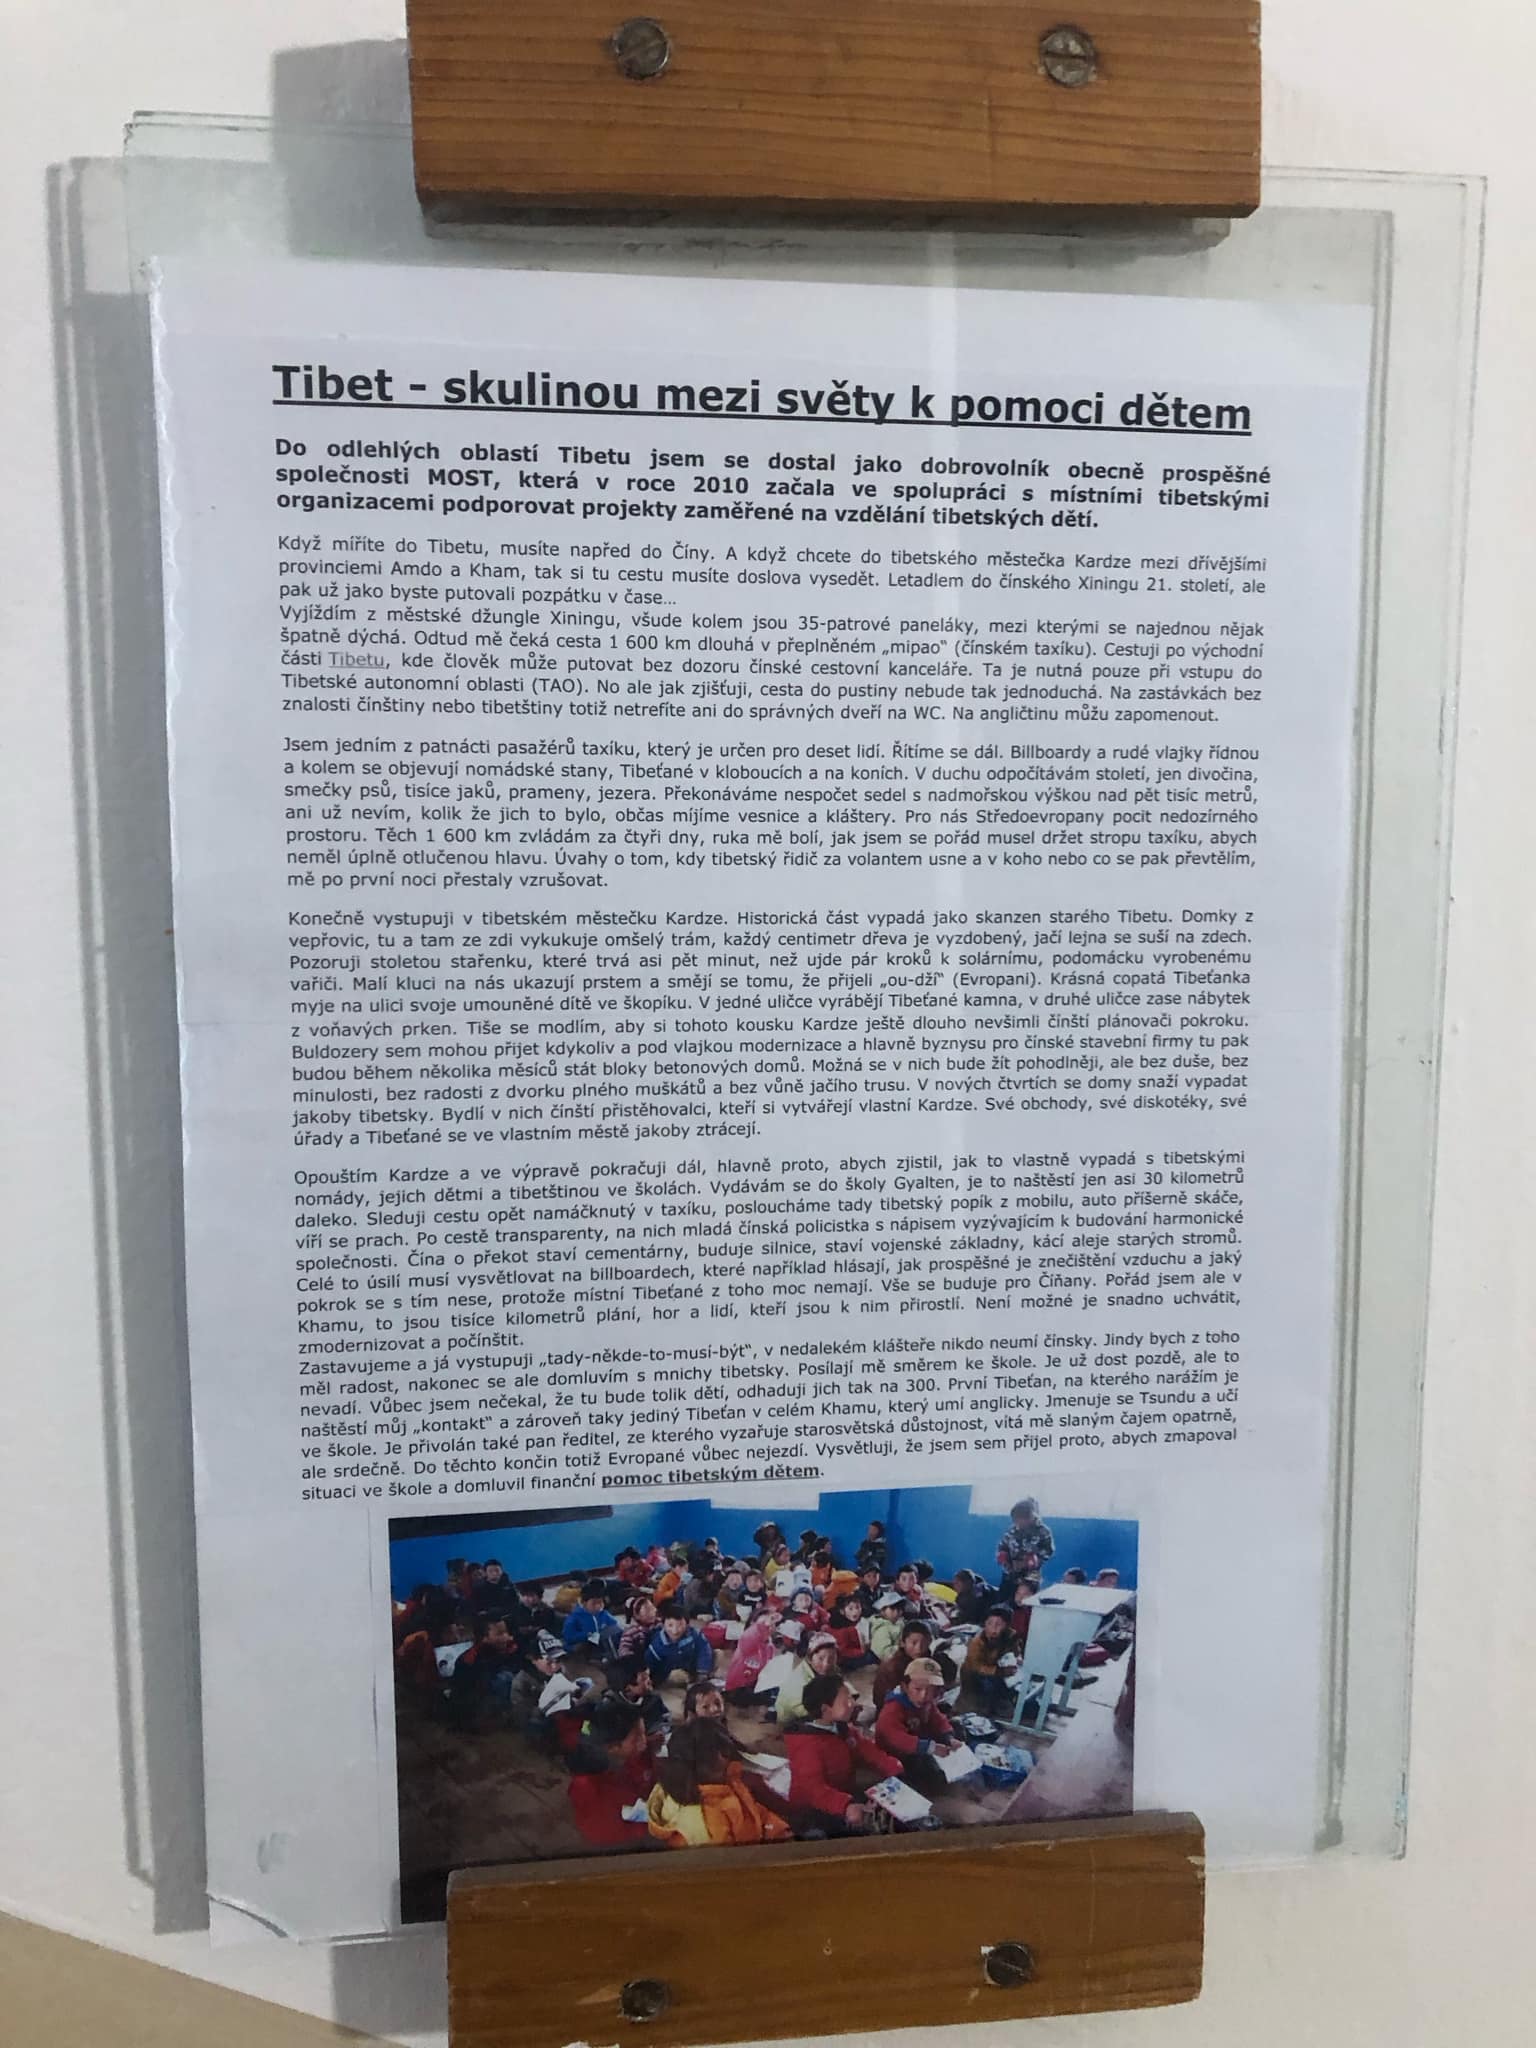 Tibet - skulinou mezi světy k pomoci dětem
Do odlehlých oblastí Tibetu jsem se dostal jako dobrovolník obecně prospěšné
společnosti MOST, která v roce 2010 začala ve spolupráci s místními tibetskými
organizacemi podporovat projekty zaměřené na vzdělání tibetských dětí.
Když míříte do Tibetu, musíte napřed do Číny. A když chcete do tibetského městečka Kardze mezi dřívějšími
provinciemi Amdo a Kham, tak si tu cestu musíte doslova vysedět. Letadlem do čínského Xiningu 21. století, ale
pak už jako byste putovali pozpátku v čase...
Vyjíždím z městské džungle Xiningu, všude kolem jsou 35-patrové paneláky, mezi kterými se najednou nějak
špatně dýchá. Odtud mě čeká cesta 1 600 km dlouhá v přeplněném „mipao“ (čínském taxíku). Cestuji po východní
části Tibetu, kde člověk může putovat bez dozoru čínské cestovní kanceláře. Ta je nutná pouze při vstupu do
Tibetské autonomní oblasti (TAO). No ale jak zjišťuji, cesta do pustiny nebude tak jednoduchá. Na zastávkách bez
znalosti čínštiny nebo tibetštiny totiž netrefíte ani do správných dveří na WC. Na angličtinu můžu zapomenout.
Jsem jedním z patnácti pasažérů taxíku, který je určen pro deset lidí. Řítíme se dál. Billboardy a rudé vlajky řídnou
a kolem se objevují nomádské stany, Tibeťané v kloboucích a na koních. V duchu odpočítávám století, jen divočina,
smečky psů, tisíce jaků, prameny, jezera. Překonáváme nespočet sedel s nadmořskou výškou nad pět tisíc metrů,
ani už nevím, kolik že jich to bylo, občas míjíme vesnice a kláštery. Pro nás Středoevropany pocit nedozírného
prostoru. Těch 1 600 km zvládám za čtyři dny, ruka mě bolí, jak jsem se pořád musel držet stropu taxíku, abych
neměl úplně otlučenou hlavu. Úvahy o tom, kdy tibetský řidič za volantem usne a v koho nebo co se pak převtělím,
mě po první noci přestaly vzrušovat.
Konečně vystupuji v tibetském městečku Kardze. Historická část vypadá jako skanzen starého Tibetu. Domky z
vepřovic, tu a tam ze zdi vykukuje omšelý trám, každý centimetr dřeva je vyzdobený, jačí lejna se suší na zdech.
Pozoruji stoletou stařenku, které trvá asi pět minut, než ujde pár kroků k solárnímu, podomácku vyrobenému
vařiči. Malí kluci na nás ukazují prstem a smějí se tomu, že přijeli „ou-dží“ (Evropani). Krásná copatá Tibeťanka
myje na ulici svoje umouněné dítě ve škopíku. V jedné uličce vyrábějí Tibeťané kamna, v druhé uličce zase nábytek
z voňavých prken. Tiše se modlím, aby si tohoto kousku Kardze ještě dlouho nevšimli čínští plánovači pokroku.
Buldozery sem mohou přijet kdykoliv a pod vlajkou modernizace a hlavně byznysu pro čínské stavební firmy tu pak
budou během několika měsíců stát bloky betonových domů. Možná se v nich bude žít pohodlněji, ale bez duše, bez
minulosti, bez radosti z dvorku plného muškátů a bez vůně jačího trusu. V nových čtvrtích se domy snaží vypadat
jakoby tibetsky. Bydlí v nich čínští přistěhovalci, kteří si vytvářejí vlastní Kardze. Své obchody, své diskotéky, své
úřady a Tibeťané se ve vlastním městě jakoby ztrácejí.
Opouštím Kardze a ve výpravě pokračuji dál, hlavně proto, abych zjistil, jak to vlastně vypadá s tibetskými
nomády, jejich dětmi a tibetštinou ve školách. Vydávám se do školy Gyalten, je to naštěstí jen asi 30 kilometrů
daleko. Sleduji cestu opět namáčknutý v taxíku, posloucháme tady tibetský popík z mobilu, auto příšerně skáče,
víří se prach. Po cestě transparenty, na nich mladá čínská policistka s nápisem vyzývajícím k budování harmonické
společnosti. Čína o překot staví cementárny, buduje silnice, staví vojenské základny, kácí aleje starých stromů.
Celé to úsilí musí vysvětlovat na billboardech, které například hlásají, jak prospěšné je znečištění vzduchu a jaký
pokrok se s tím nese, protože místní Tibeťané z toho moc nemají. Vše se buduje pro Číňany. Pořád jsem ale v
Khamu, to jsou tisíce kilometrů plání, hor a lidí, kteří jsou k nim přirostlí. Není možné je snadno uchvátit,
zmodernizovat a počínštit.
Zastavujeme a já vystupuji „tady-někde-to-musí-být“, v nedalekém klášteře nikdo neumí čínsky. Jindy bych z toho
měl radost, nakonec se ale domluvím s mnichy tibetsky. Posílají mě směrem ke škole. Je už dost pozdě, ale to
nevadí. Vůbec jsem nečekal, že tu bude tolik dětí, odhaduji jich tak na 300. První Tibeťan, na kterého narážím je
naštěstí můj „kontakt“ a zároveň taky jediný Tibeťan v celém Khamu, který umí anglicky. Jmenuje se Tsundu a učí
ve škole. Je přivolán také pan ředitel, ze kterého vyzařuje starosvětská důstojnost, vítá mě slaným čajem opatrně,
ale srdečně. Do těchto končin totiž Evropané vůbec nejezdí. Vysvětluji, že jsem sem přijel proto, abych zmapoval
situaci ve škole a domluvil finanční pomoc tibetským dětem.